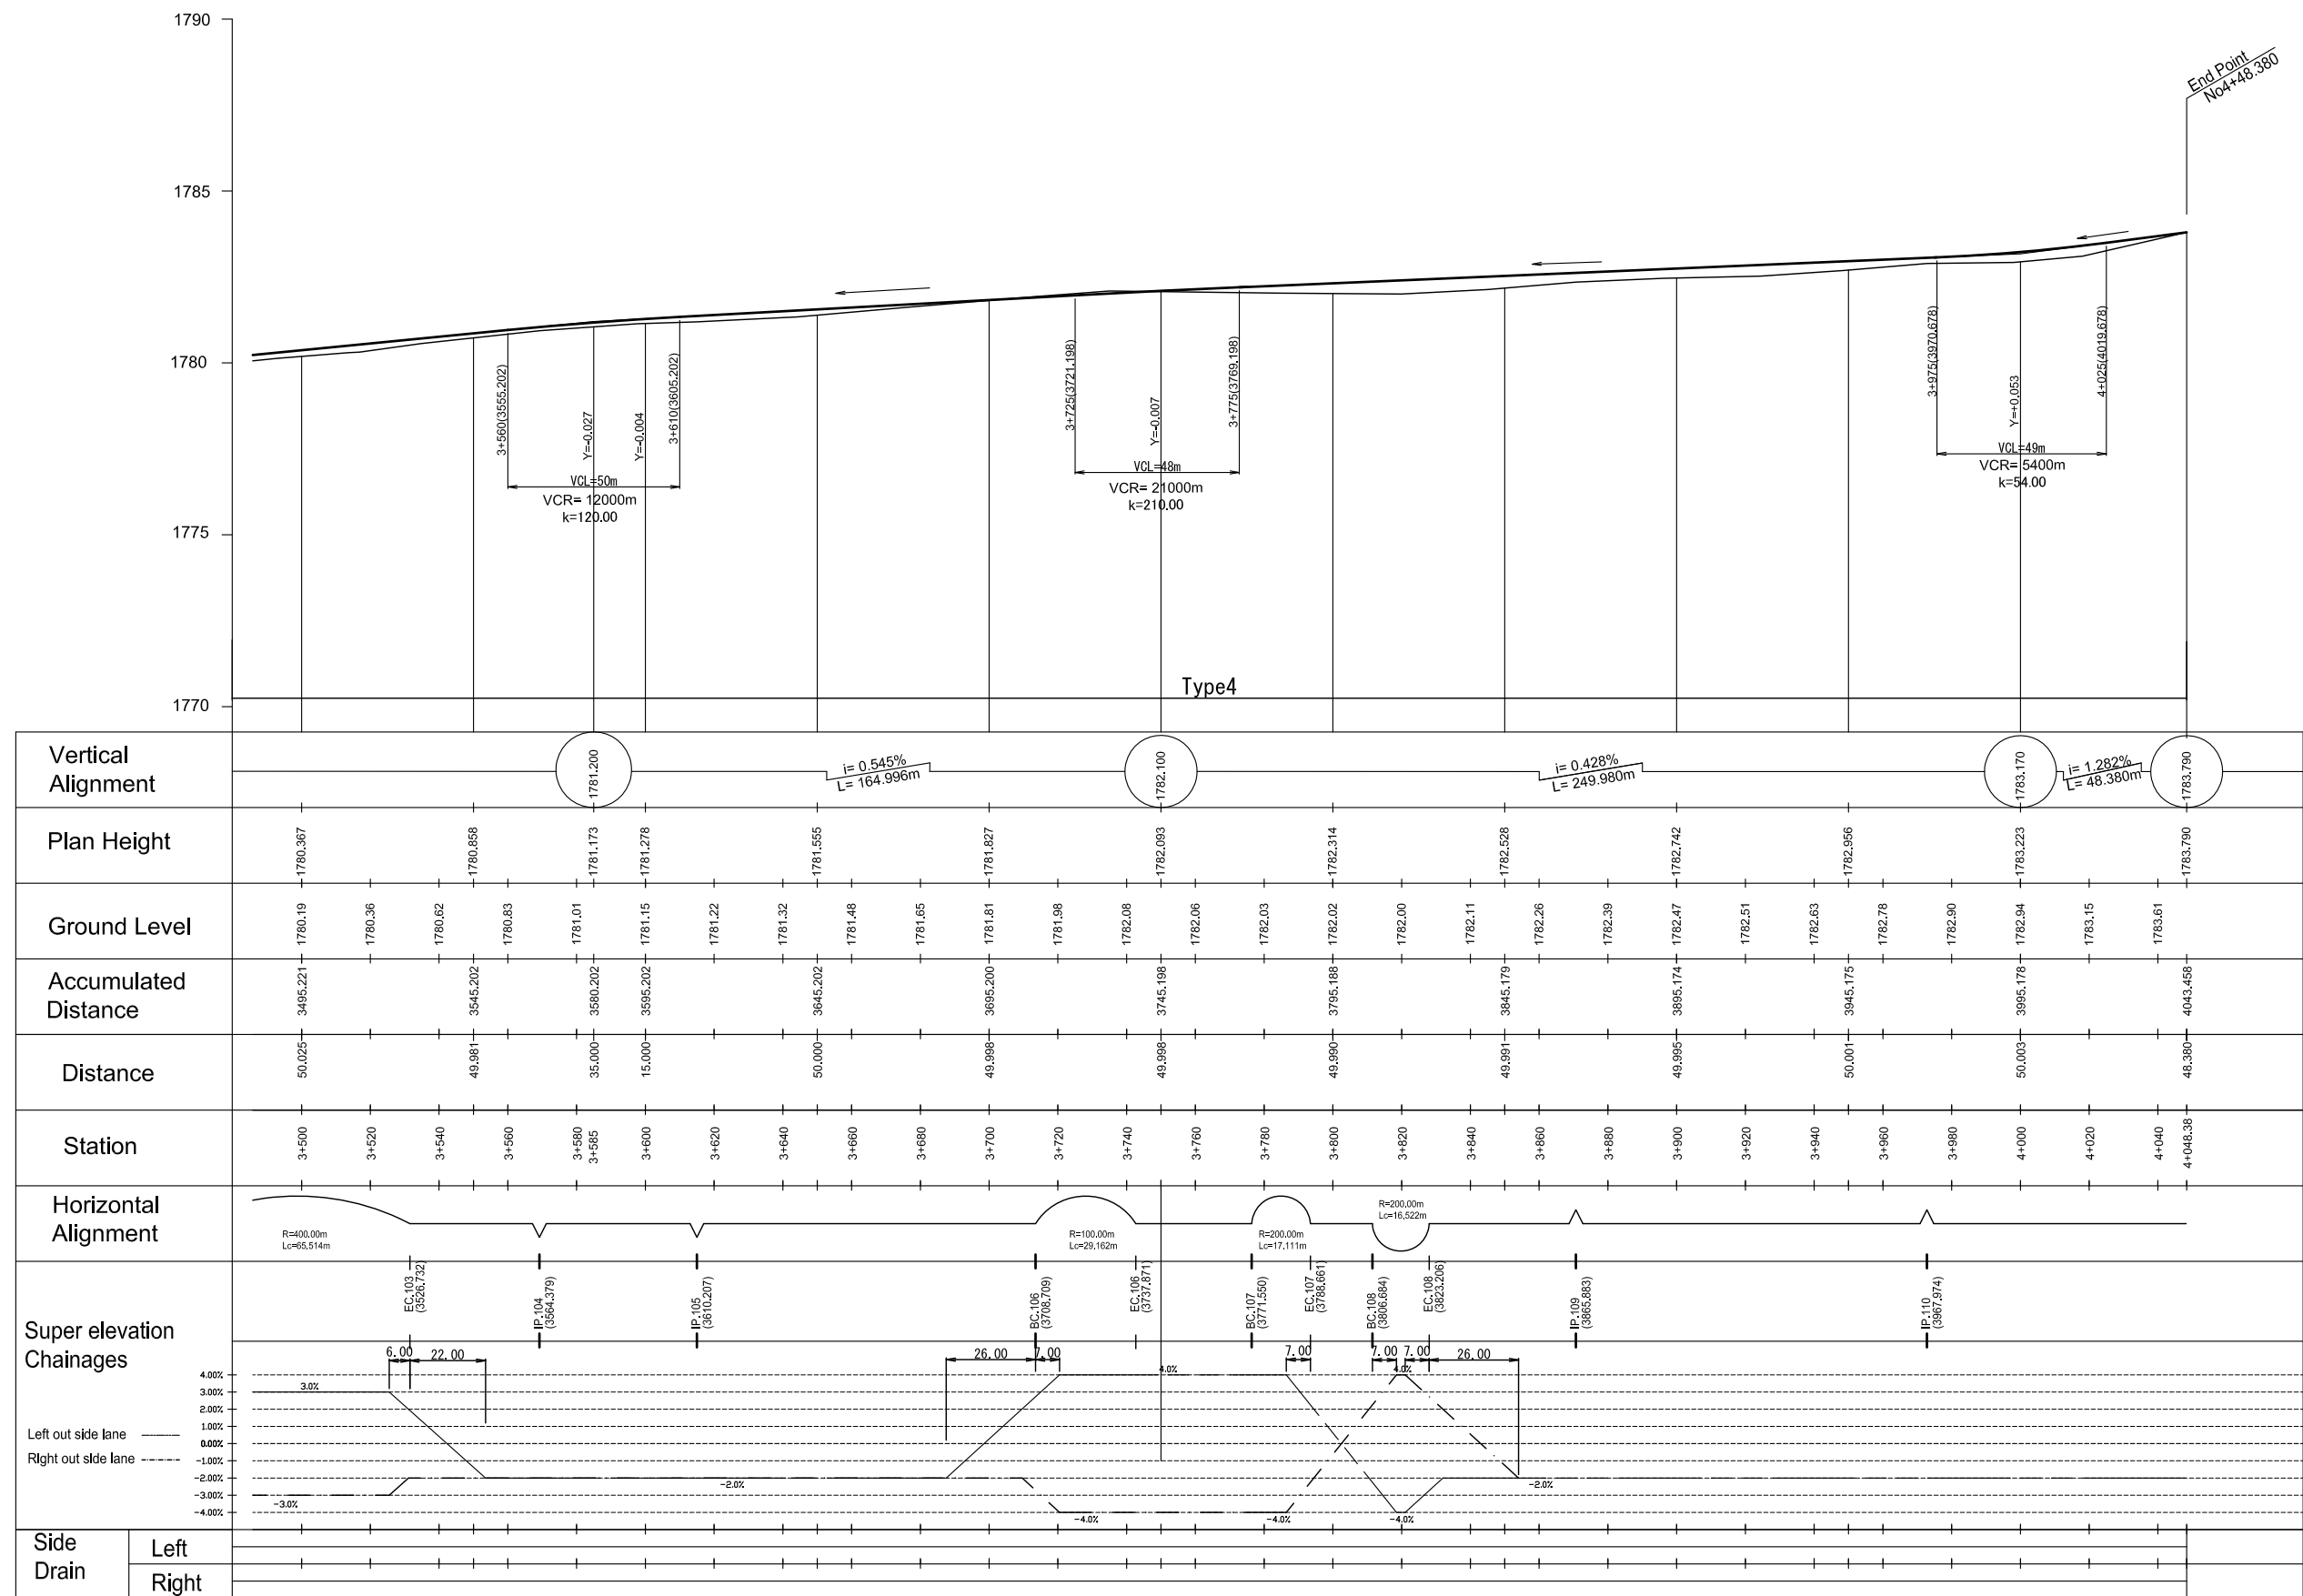 1790
1785
1780
1775
1770
End Point
No4+48.380
3+560(3555.202)
Y=-0.027
Y=-0.004
3+610(3605.202)
VCL=50m
VCR= 12000m
k=120.00
3+725(3721.198)
Y=-0.007
3+775(3769.198)
VCL=48m
VCR= 21000m
k=210.00
3+975(3970.678)
Y=+0.053
4+025(4019.678)
VCL=49m
VCR= 5400m
k=54.00
Type4
Vertical
Alignment
1781.200
i= 0.545%
L= 164.996m
1782.100
i= 0.428%
L= 249.980m
1783.170
i= 1.282%
L= 48.380m
1783.790
Plan Height
1780.367 1780.858 1781.173 1781.278 1781.555 1781.827 1782.093 1782.314 1782.528 1782.742 1782.956 1783.223 1783.790
Ground Level
1780.19 1780.36 1780.62 1780.83 1781.01 1781.15 1781.22 1781.32 1781.48 1781.65 1781.81 1781.98 1782.08 1782.06 1782.03 1782.02 1782.00 1782.11 1782.26 1782.39 1782.47 1782.51 1782.63 1782.78 1782.90 1782.94 1783.15 1783.61
Accumulated
Distance
3495.221 3545.202 3580.202 3595.202 3645.202 3695.200 3745.198 3795.188 3845.179 3895.174 3945.175 3995.178 4043.458
Distance
50.025 49.981 35.000 15.000 50.000 49.998 49.998 49.990 49.991 49.995 50.001 50.003 48.380
Station
3+500 3+520 3+540 3+560 3+580 3+585 3+600 3+620 3+640 3+660 3+680 3+700 3+720 3+740 3+760 3+780 3+800 3+820 3+840 3+860 3+880 3+900 3+920 3+940 3+960 3+980 4+000 4+020 4+040 4+048.38
Horizontal
Alignment
R=400.00m
Lc=65,514m
R=100.00m
Lc=29,162m
R=200.00m
Lc=17,111m
R=200.00m
Lc=16,522m
Super elevation
Chainages
EC.103
(3526.732)
IP.104
(3564.379)
IP.105
(3610.207)
BC.106
(3708.709)
EC.106
(3737.871)
BC.107
(3771.550)
EC.107
(3788.661)
BC.108
(3806.684)
EC.108
(3823.206)
IP.109
(3865.883)
IP.110
(3967.974)
6.00 22.00 26.00 7.00 7.00 7.00 7.00 26.00
4.00%
3.00%
2.00%
1.00%
0.00%
-1.00%
-2.00%
-3.00%
-4.00%
3.0% 4.0% 4.0%
-2.0% -2.0%
-3.0% -4.0% -4.0% -4.0%
Left out side lane
Right out side lane
Side
Drain
Left
Right